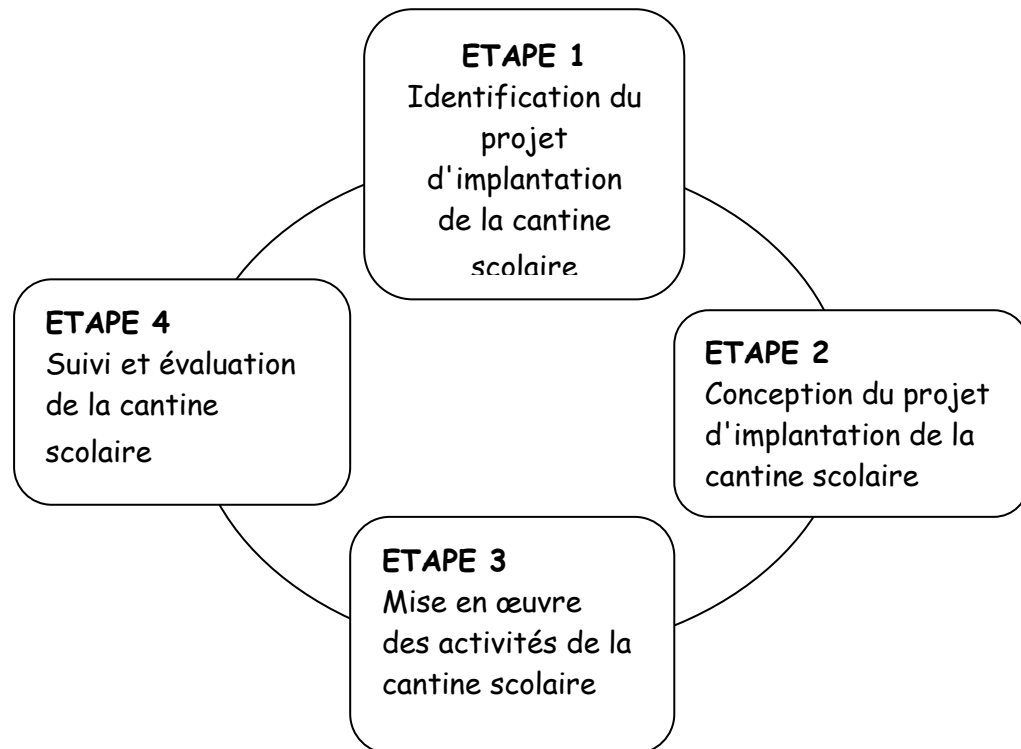 ETAPE 1
Identification du
projet
d'implantation
de la cantine
scolaire
ETAPE 2
Conception du projet
d'implantation de la
cantine scolaire
ETAPE 3
Mise en œuvre
des activités de la
cantine scolaire
ETAPE 4
Suivi et évaluation
de la cantine
scolaire